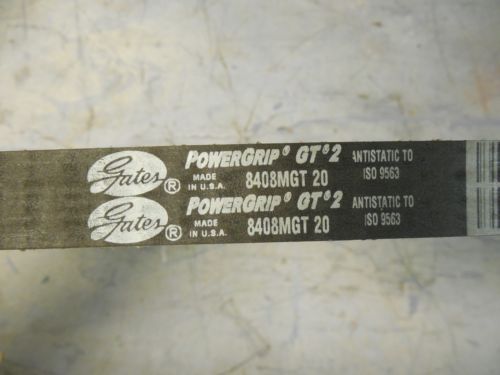 Gates® MADE IN U.S.A. POWERGRIP® GT®2 ANTISTATIC TO
8408MGT 20 ISO 9563
Gates® MADE IN U.S.A. POWERGRIP® GT®2 ANTISTATIC TO
8408MGT 20 ISO 9563